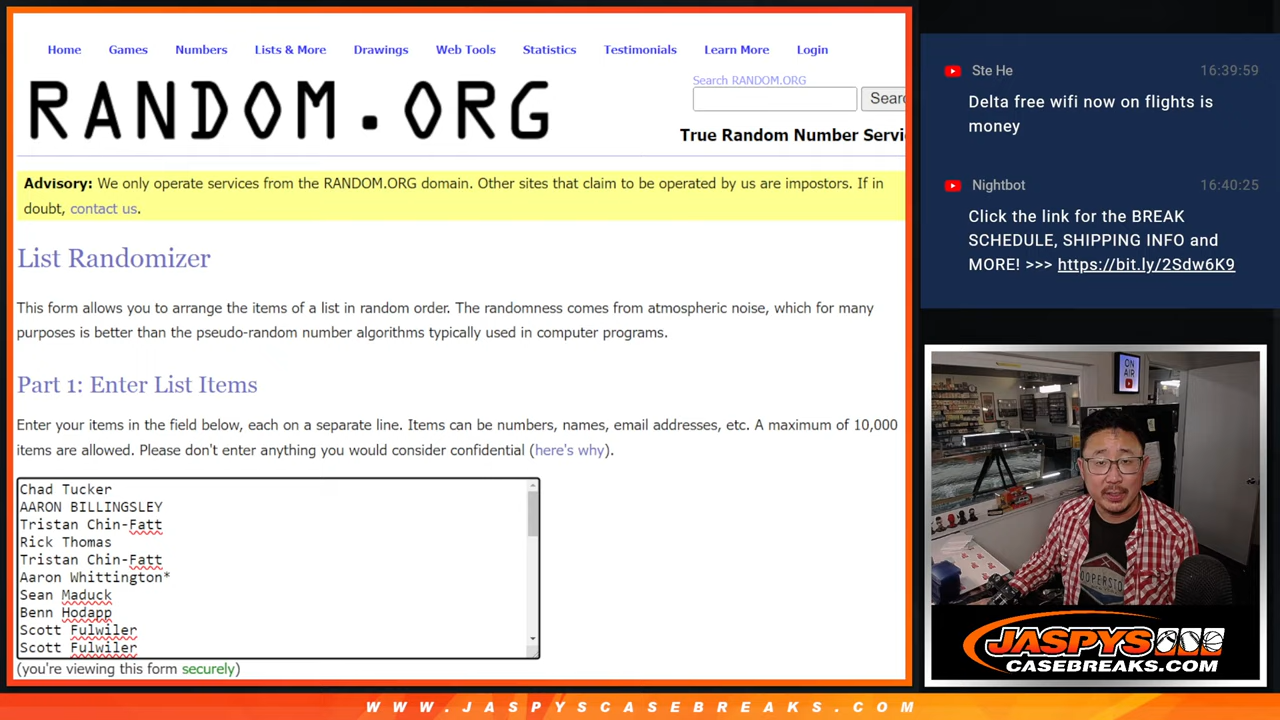 Home Games Numbers Lists & More Drawings Web Tools Statistics Testimonials Learn More Login
RANDOM.ORG
Search RANDOM.ORG
Searc
True Random Number Servi
Advisory: We only operate services from the RANDOM.ORG domain. Other sites that claim to be operated by us are impostors. If in
doubt, contact us.
List Randomizer
This form allows you to arrange the items of a list in random order. The randomness comes from atmospheric noise, which for many
purposes is better than the pseudo-random number algorithms typically used in computer programs.
Part 1: Enter List Items
Enter your items in the field below, each on a separate line. Items can be numbers, names, email addresses, etc. A maximum of 10,000
items are allowed. Please don't enter anything you would consider confidential (here's why).
Chad Tucker
AARON BILLINGSLEY
Tristan Chin-Fatt
Rick Thomas
Tristan Chin-Fatt
Aaron Whittington*
Sean Maduck
Benn Hodapp
Scott Fulwiler
Scott Fulwiler
(you're viewing this form securely)
Ste He 16:39:59
Delta free wifi now on flights is
money
Nightbot 16:40:25
Click the link for the BREAK
SCHEDULE, SHIPPING INFO and
MORE! >>> https://bit.ly/2Sdw6K9
ON
AIR
JASPYS
CASEBREAKS.COM
WWW.JASPYSCASEBREAKS.COM